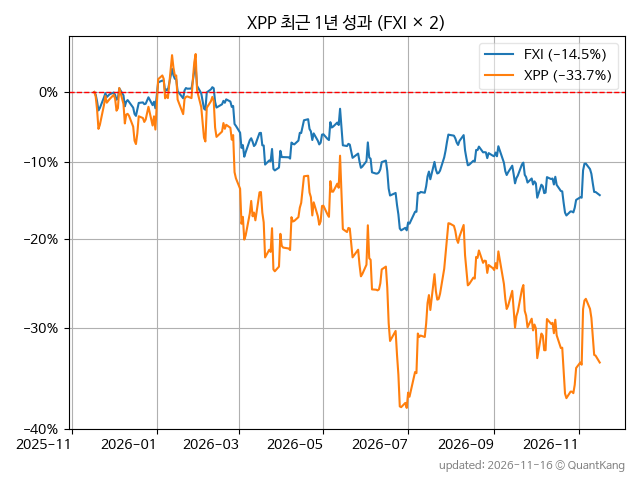 XPP 최근 1년 성과 (FXI × 2)
FXI (−14.5%)
XPP (−33.7%)
0%
−10%
−20%
−30%
−40%
2025-11 2026-01 2026-03 2026-05 2026-07 2026-09 2026-11
updated: 2026-11-16 © QuantKang